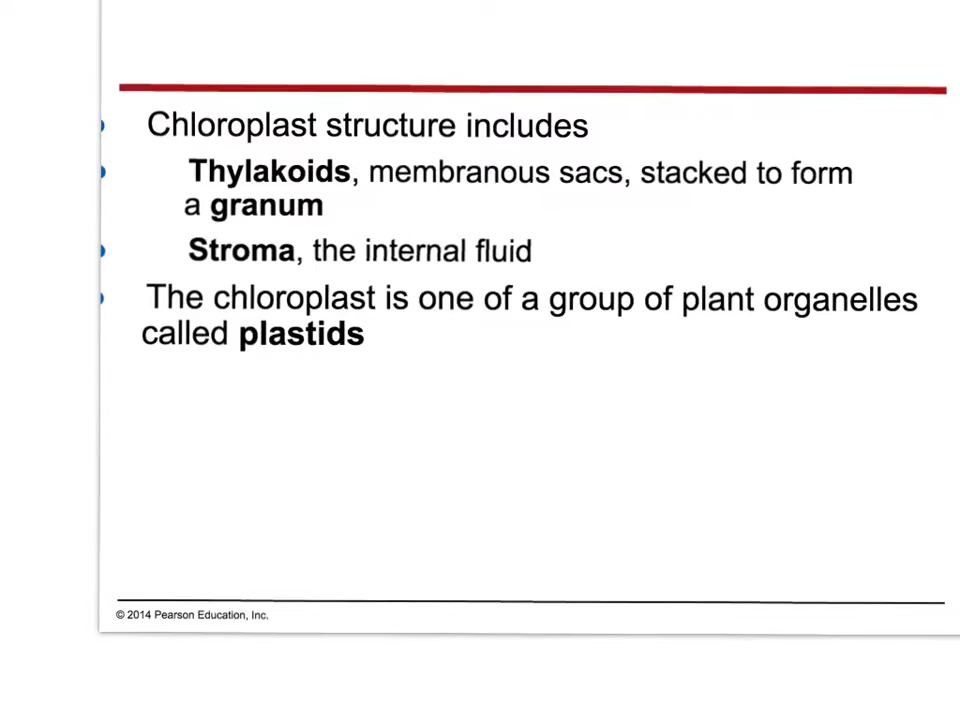 Chloroplast structure includes
Thylakoids, membranous sacs, stacked to form
a granum
Stroma, the internal fluid
The chloroplast is one of a group of plant organelles
called plastids
© 2014 Pearson Education, Inc.